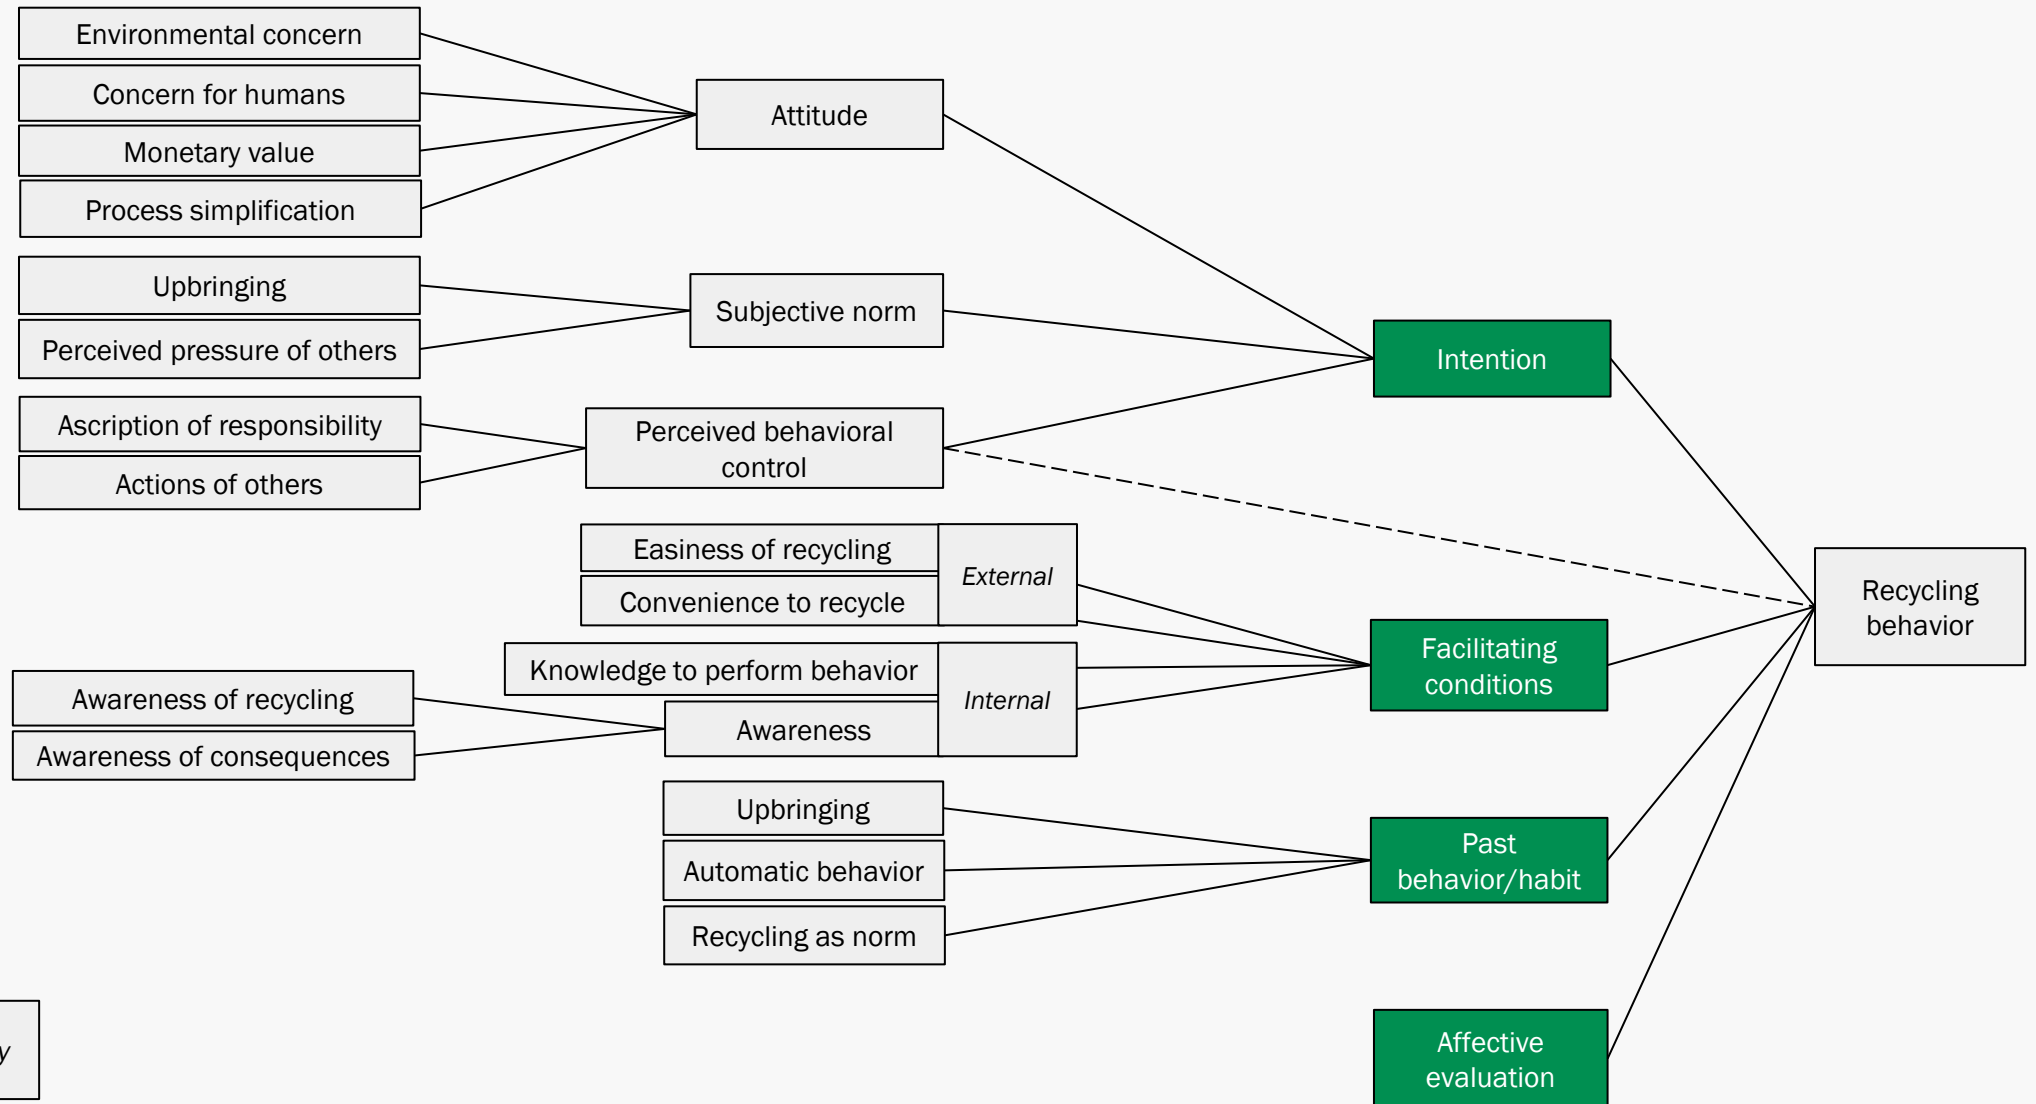 Environmental concern
Concern for humans
Monetary value
Process simplification
Attitude
Upbringing
Perceived pressure of others
Subjective norm
Intention
Ascription of responsibility
Actions of others
Perceived behavioral
control
Easiness of recycling
Convenience to recycle
External
Knowledge to perform behavior
Awareness
Internal
Awareness of recycling
Awareness of consequences
Facilitating
conditions
Recycling
behavior
Upbringing
Automatic behavior
Recycling as norm
Past
behavior/habit
Affective
evaluation
y